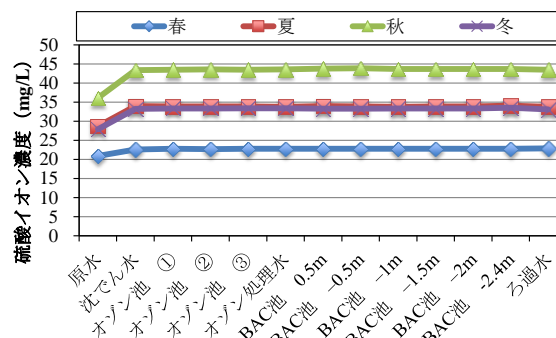 春 夏 秋 冬
硫酸イオン濃度（mg/L）
50
45
40
35
30
25
20
15
10
5
0
原水
沈でん水
オゾン池 ①
オゾン池 ②
オゾン池 ③
オゾン処理水
BAC池 0.5m
BAC池 −0.5m
BAC池 −1m
BAC池 −1.5m
BAC池 −2m
BAC池 -2.4m
ろ過水